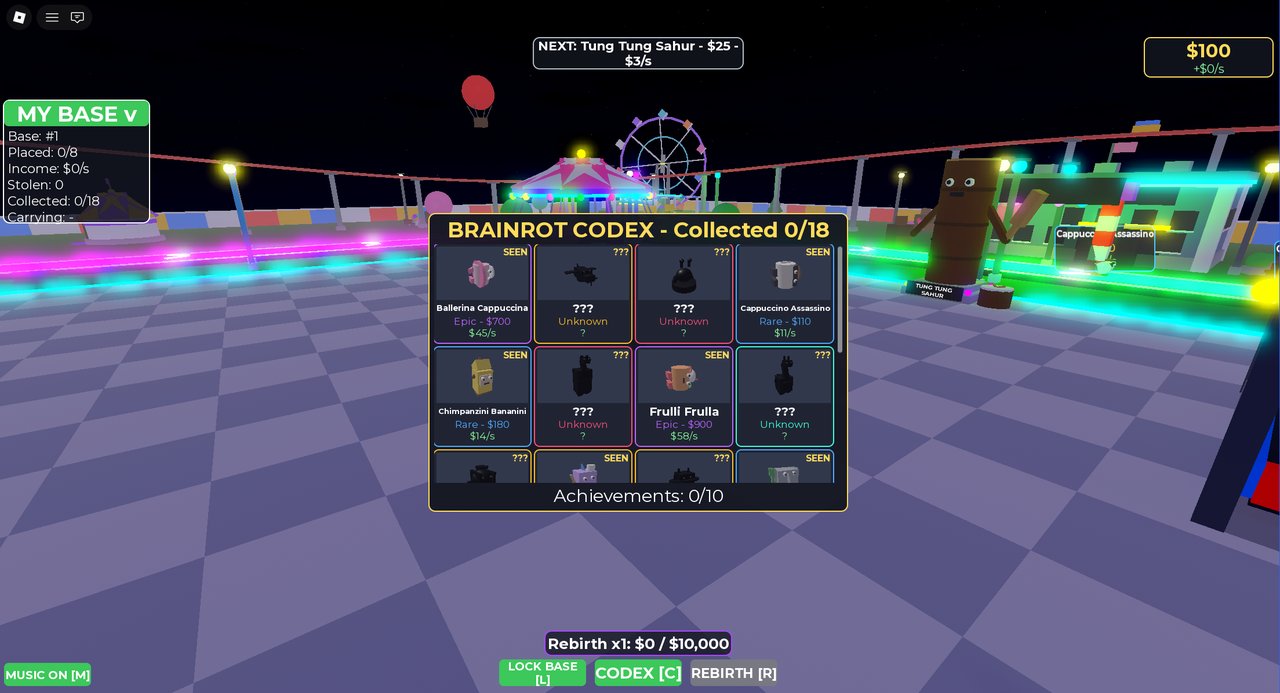 NEXT: Tung Tung Sahur - $25 -
$3/s
$100
+$0/s
MY BASE v
Base: #1
Placed: 0/8
Income: $0/s
Stolen: 0
Collected: 0/18
Carrying: -
TUNG TUNG
SAHUR
BRAINROT CODEX - Collected 0/18
SEEN
Ballerina Cappuccina
Epic - $700
$45/s
???
???
Unknown
?
???
???
Unknown
?
SEEN
Cappuccino Assassino
Rare - $110
$11/s
SEEN
Chimpanzini Bananini
Rare - $180
$14/s
???
???
Unknown
?
SEEN
Frulli Frulla
Epic - $900
$58/s
???
???
Unknown
?
???
SEEN
???
SEEN
Achievements: 0/10
Rebirth x1: $0 / $10,000
MUSIC ON [M]
LOCK BASE
[L]
CODEX [C]
REBIRTH [R]